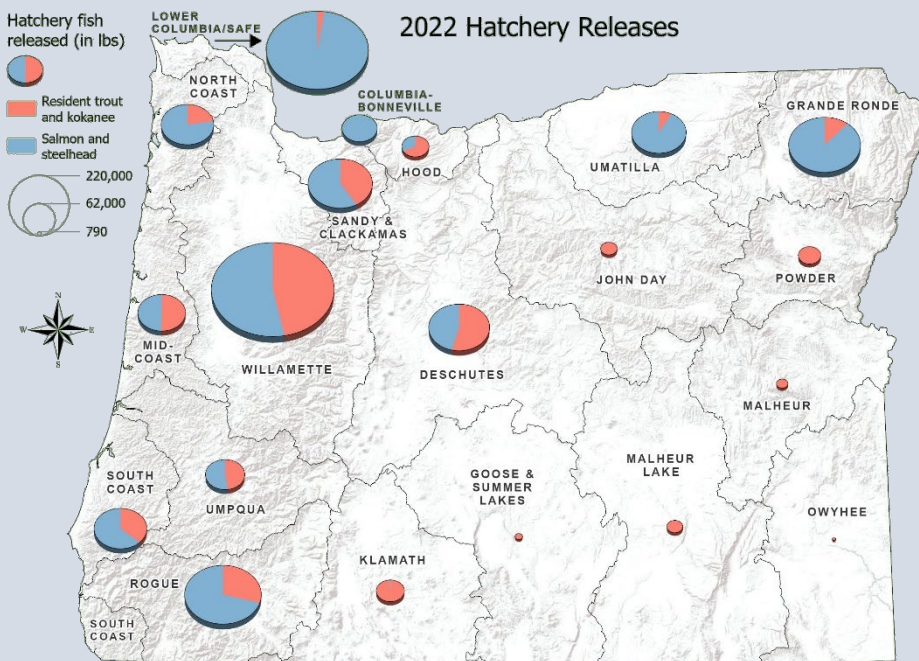 2022 Hatchery Releases
Hatchery fish
released (in lbs)
Resident trout
and kokanee
Salmon and
steelhead
220,000
62,000
790
N
W
E
S
LOWER
COLUMBIA/SAFE
NORTH
COAST
COLUMBIA-
BONNEVILLE
HOOD
SANDY &
CLACKAMAS
UMATILLA
GRANDE RONDE
JOHN DAY
POWDER
MID-
COAST
WILLAMETTE
DESCHUTES
MALHEUR
SOUTH
COAST
UMPQUA
GOOSE &
SUMMER
LAKES
MALHEUR
LAKE
OWYHEE
ROGUE
KLAMATH
SOUTH
COAST